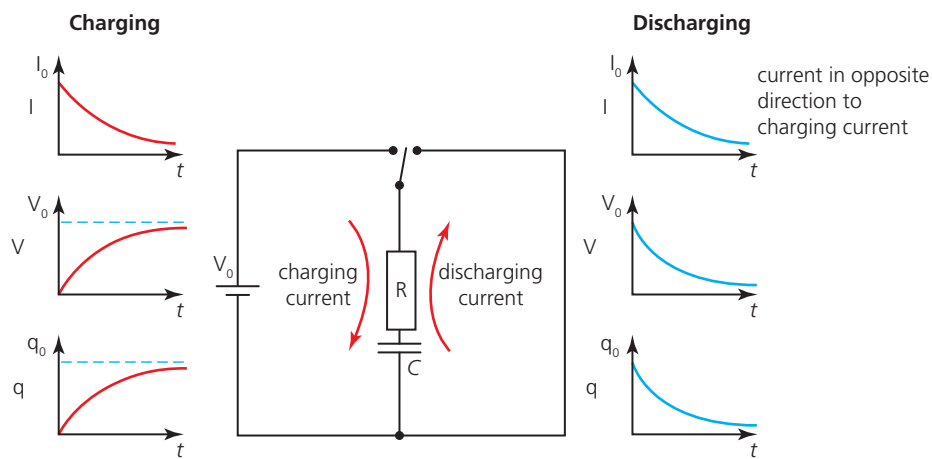 Charging
I₀
I
t
V₀
V
t
q₀
q
t
V₀
charging
current
R
C
discharging
current
Discharging
I₀
I
t
current in opposite
direction to
charging current
V₀
V
t
q₀
q
t